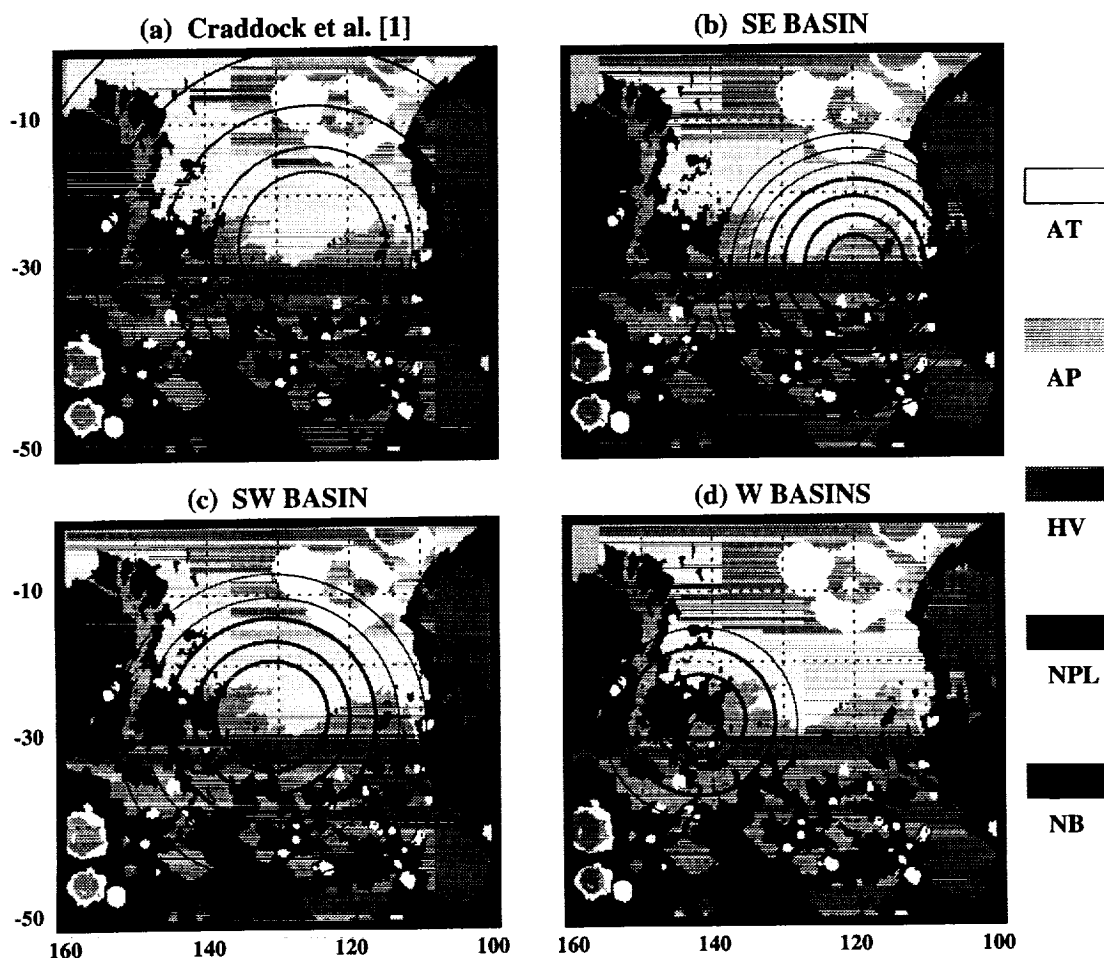 (a) Craddock et al. [1]
(b) SE BASIN
-10
-30
-50
AT
AP
HV
NPL
NB
(c) SW BASIN
(d) W BASINS
-10
-30
-50
160 140 120 100
160 140 120 100